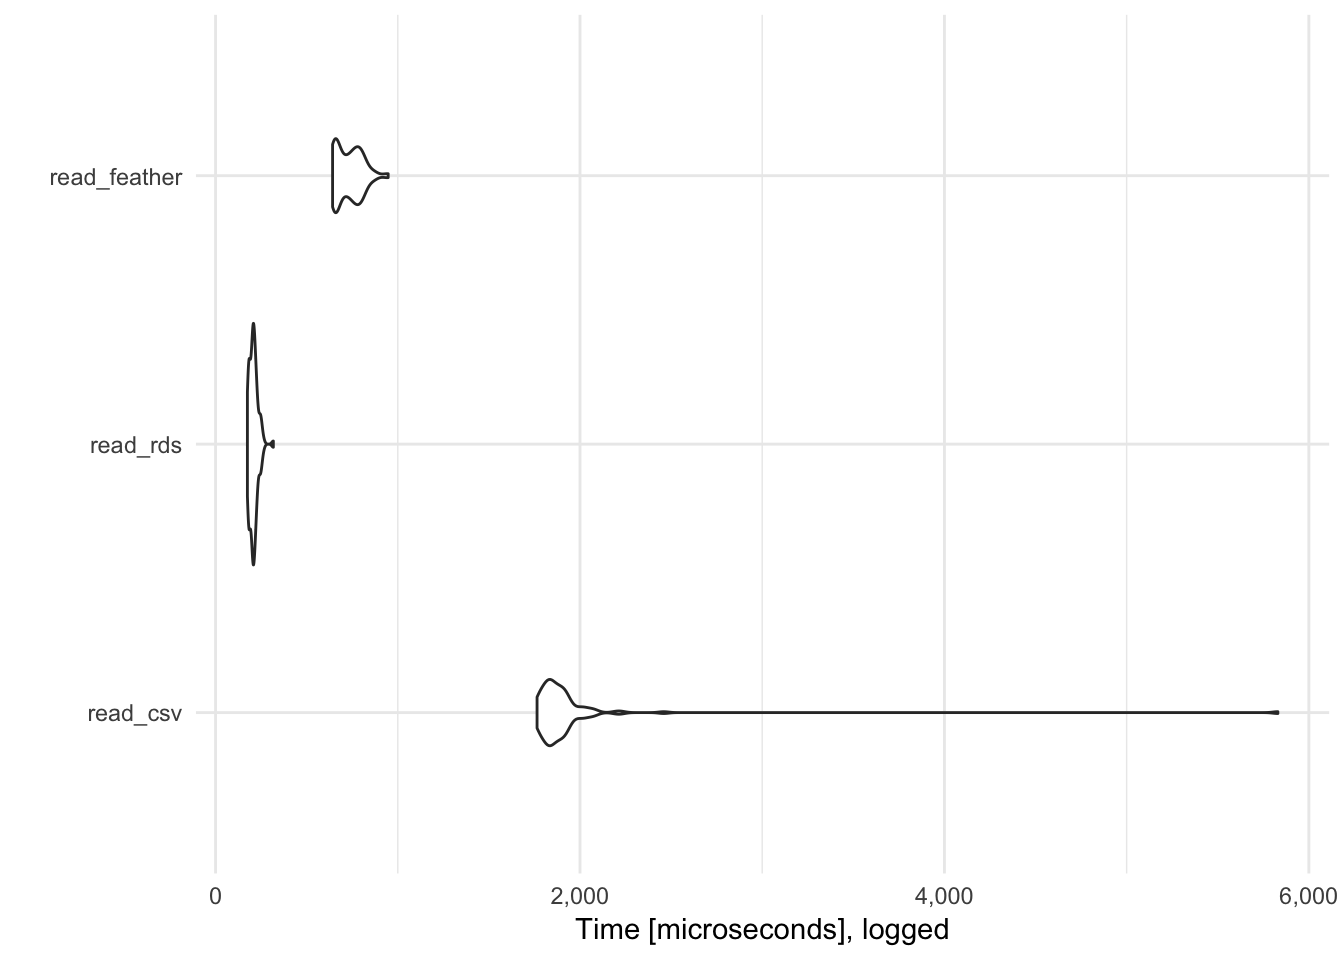 read_feather
read_rds
read_csv
0 2,000 4,000 6,000
Time [microseconds], logged